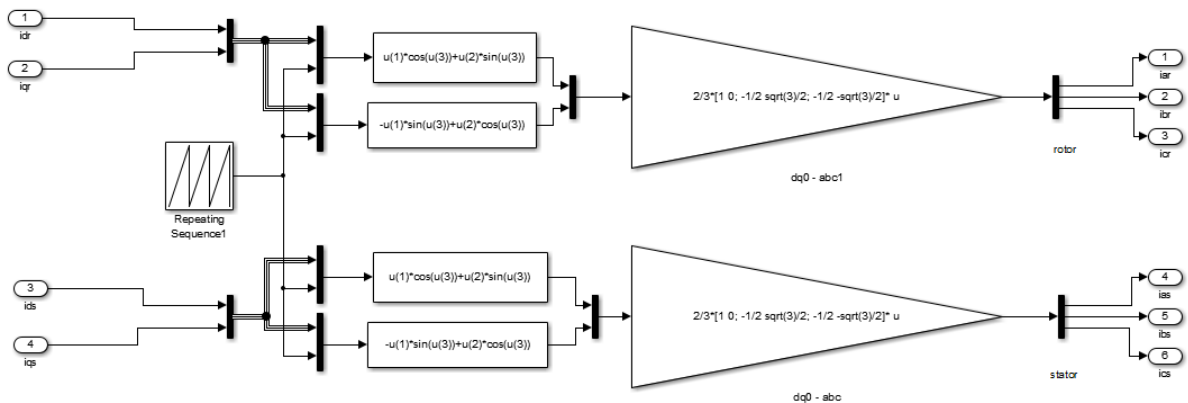 1
idr
2
iqr
u(1)*cos(u(3))+u(2)*sin(u(3))
-u(1)*sin(u(3))+u(2)*cos(u(3))
2/3*[1 0; -1/2 sqrt(3)/2; -1/2 -sqrt(3)/2]* u
dq0 - abc1
1
iar
2
ibr
3
icr
rotor
Repeating
Sequence1
3
ids
4
iqs
u(1)*cos(u(3))+u(2)*sin(u(3))
-u(1)*sin(u(3))+u(2)*cos(u(3))
2/3*[1 0; -1/2 sqrt(3)/2; -1/2 -sqrt(3)/2]* u
dq0 - abc
4
ias
5
ibs
6
ics
stator